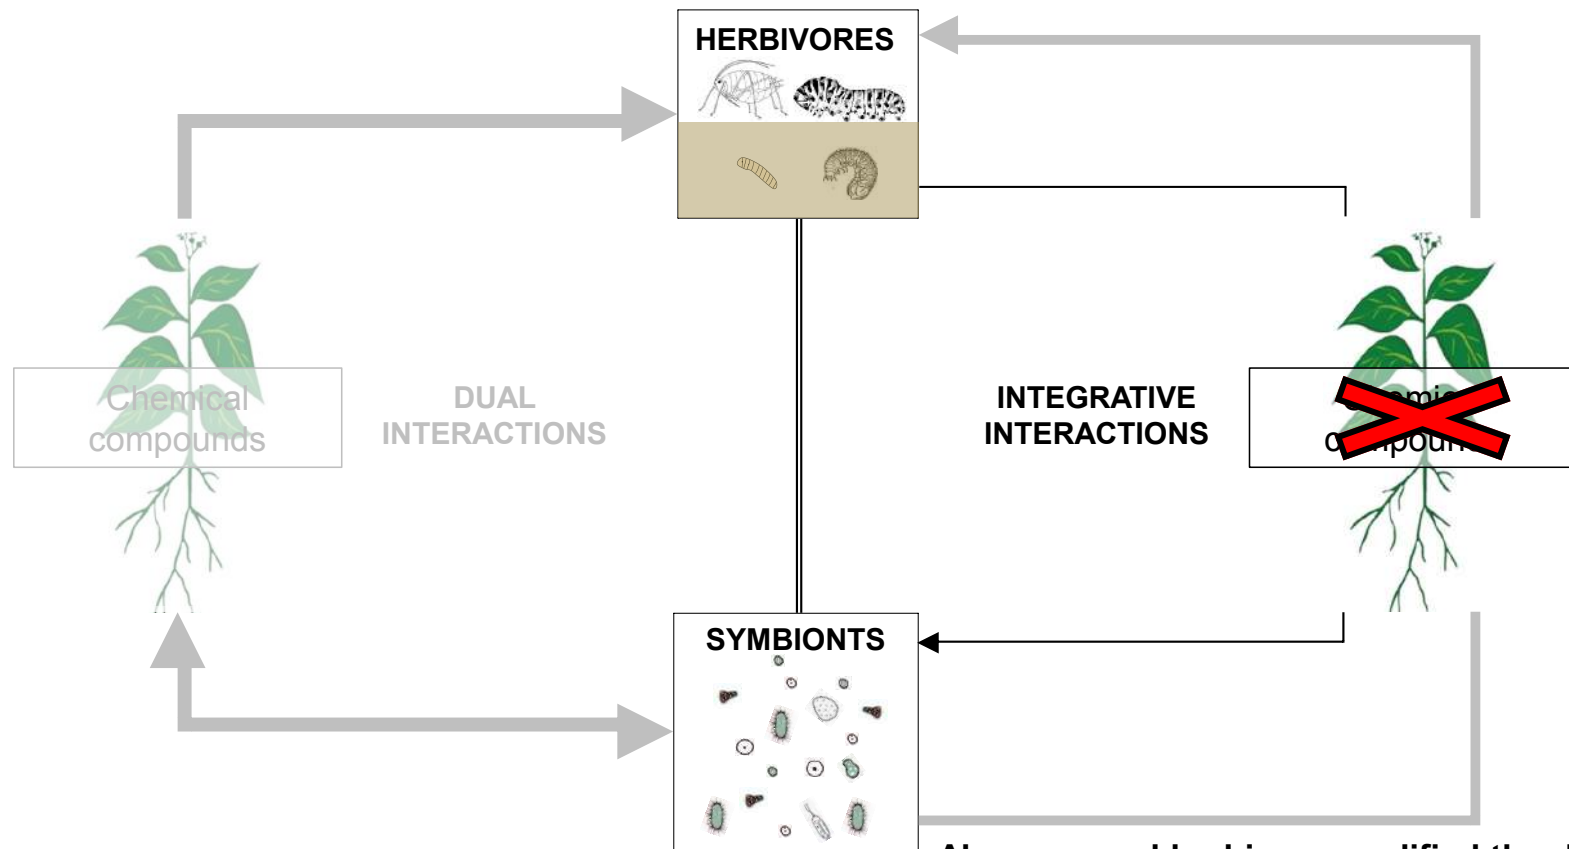 HERBIVORES
Chemical
compounds
DUAL
INTERACTIONS
INTEGRATIVE
INTERACTIONS
SYMBIONTS